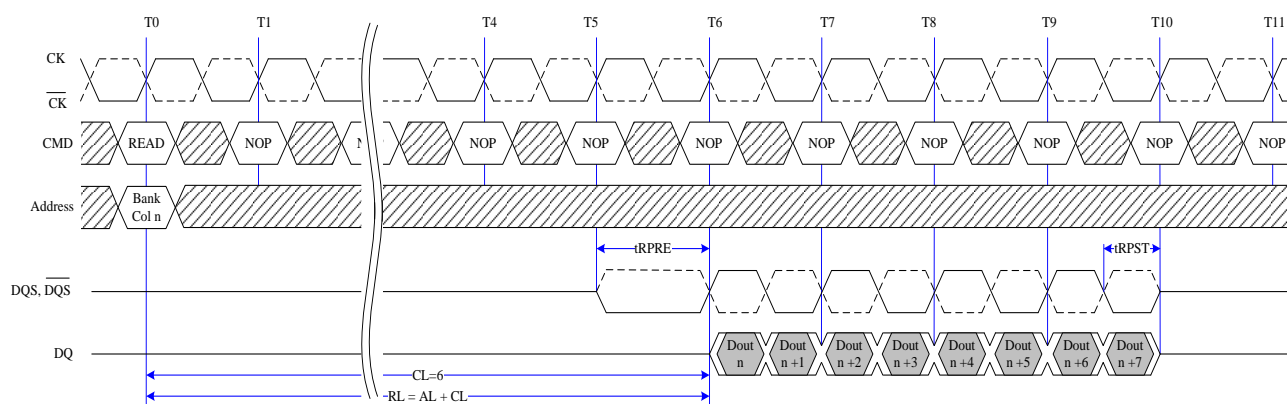 T0 T1 T4 T5 T6 T7 T8 T9 T10 T11
CK
CK
CMD READ NOP NOP NOP NOP NOP NOP NOP NOP NOP
Address Bank
Col n
tRPRE tRPST
DQS, DQS
DQ Dout n Dout n +1 Dout n +2 Dout n +3 Dout n +4 Dout n +5 Dout n +6 Dout n +7
CL=6
RL = AL + CL